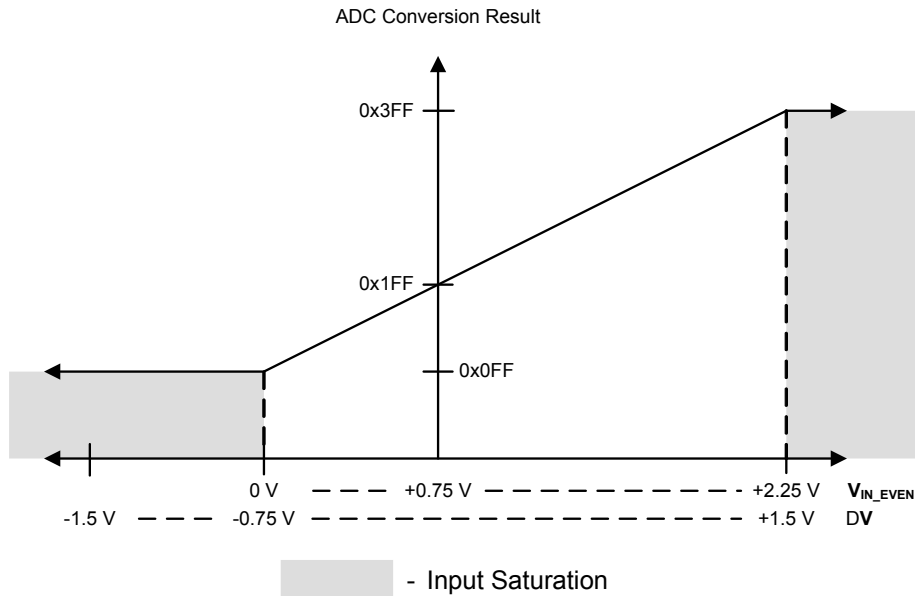 ADC Conversion Result
0x3FF
0x1FF
0x0FF
0 V +0.75 V +2.25 V VIN_EVEN
-1.5 V -0.75 V +1.5 V DV
- Input Saturation